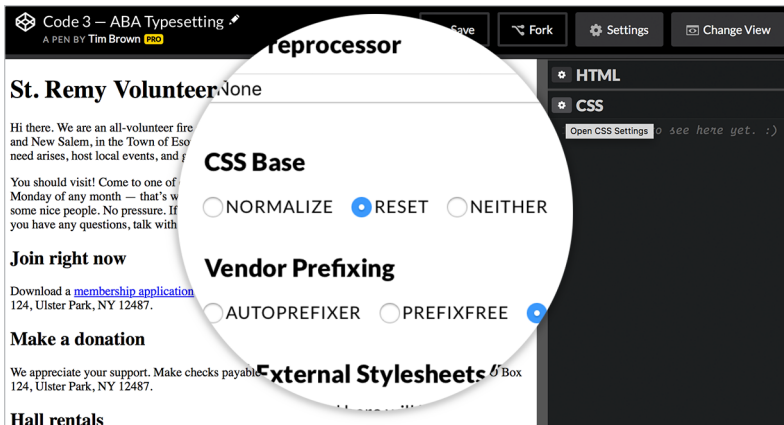 Code 3 — ABA Typesetting
A PEN BY Tim Brown PRO
Save
Fork
Settings
Change View
St. Remy Volunteer
Hi there. We are an all-volunteer fire
and New Salem, in the Town of
need arises, host local events, and
You should visit! Come to one of
Monday of any month — that's
some nice people. No pressure. If
you have any questions, talk with
Join right now
Download a membership application
124, Ulster Park, NY 12487.
Make a donation
We appreciate your support. Make checks payable
Box
124, Ulster Park, NY 12487.
Hall rentals
reprocessor
None
CSS Base
NORMALIZE RESET NEITHER
Vendor Prefixing
AUTOPREFIXER PREFIXFREE
External Stylesheets/
HTML
CSS
Open CSS Settings
to see here yet. :)